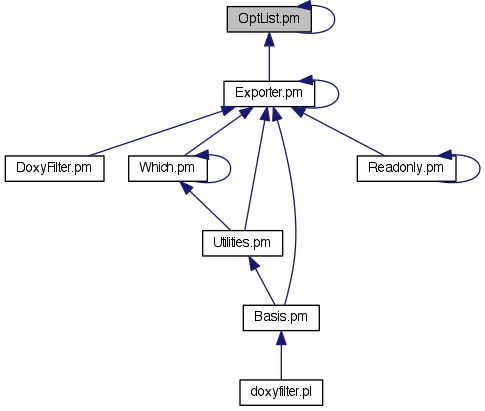 OptList.pm
Exporter.pm
DoxyFilter.pm
Which.pm
Readonly.pm
Utilities.pm
Basis.pm
doxyfilter.pl